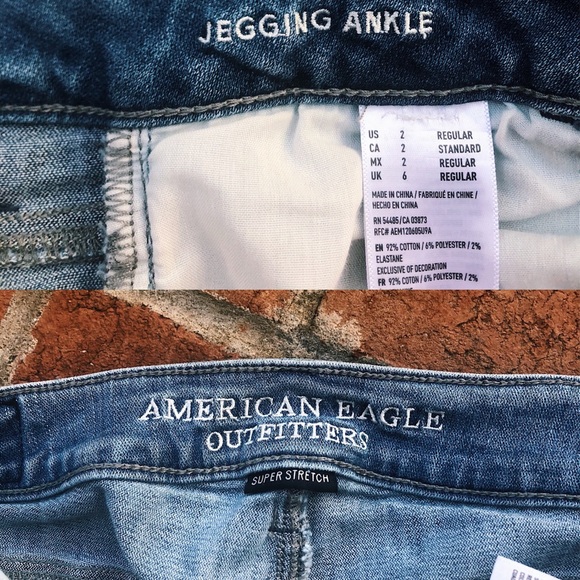 JEGGING ANKLE
US 2 REGULAR
CA 2 STANDARD
MX 2 REGULAR
UK 6 REGULAR
MADE IN CHINA / FABRIQUÉ EN CHINE /
HECHO EN CHINA
RN 54485/CA 03873
RFC# AEM120605U9A
EN 92% COTTON / 6% POLYESTER / 2%
ELASTANE
EXCLUSIVE OF DECORATION
FR 92% COTON / 6% POLYESTER / 2%
AMERICAN EAGLE
OUTFITTERS
SUPER STRETCH